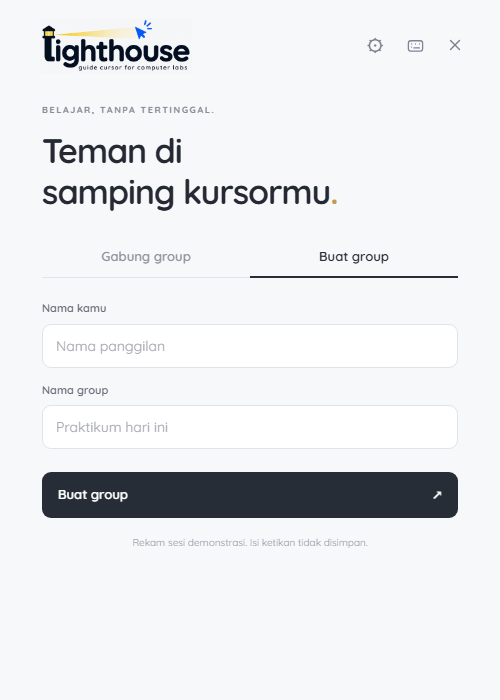 lighthouse
guide cursor for computer labs
BELAJAR, TANPA TERTINGGAL.
Teman di
samping kursormu.
Gabung group
Buat group
Nama kamu
Nama panggilan
Nama group
Praktikum hari ini
Buat group ↗
Rekam sesi demonstrasi. Isi ketikan tidak disimpan.